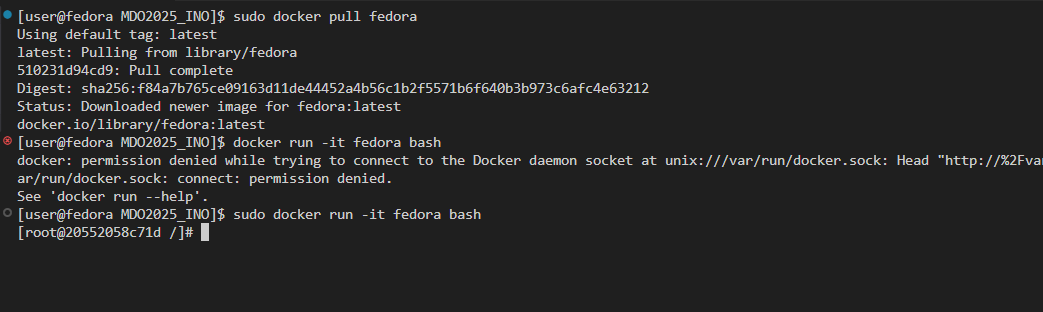 [user@fedora MDO2025_INO]$ sudo docker pull fedora
Using default tag: latest
latest: Pulling from library/fedora
510231d94cd9: Pull complete
Digest: sha256:f84a7b765ce09163d11de44452a4b56c1b2f5571b6f640b3b973c6afc4e63212
Status: Downloaded newer image for fedora:latest
docker.io/library/fedora:latest
[user@fedora MDO2025_INO]$ docker run -it fedora bash
docker: permission denied while trying to connect to the Docker daemon socket at unix:///var/run/docker.sock: Head "http://%2Fva
ar/run/docker.sock: connect: permission denied.
See 'docker run --help'.
[user@fedora MDO2025_INO]$ sudo docker run -it fedora bash
[root@20552058c71d /]#